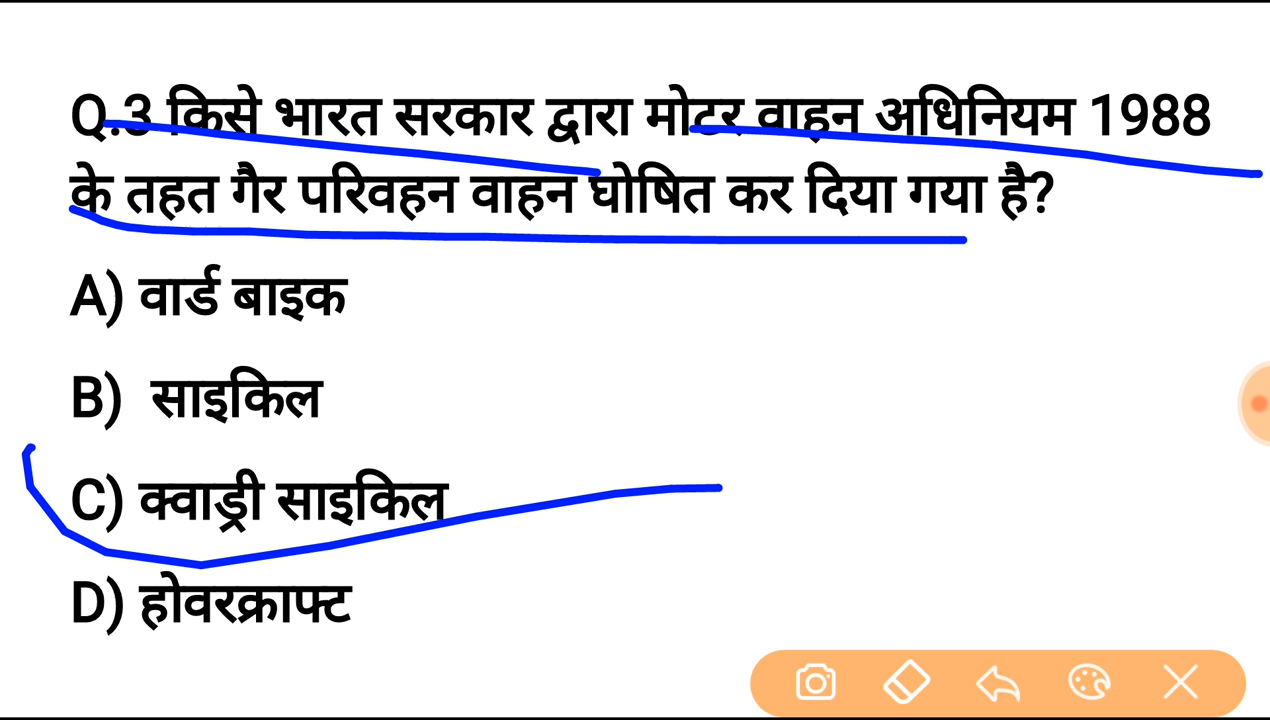 Q.3 किसे भारत सरकार द्वारा मोटर वाहन अधिनियम 1988
के तहत गैर परिवहन वाहन घोषित कर दिया गया है?
A) वार्ड बाइक
B) साइकिल
C) क्वाड्री साइकिल
D) होवरक्राफ्ट